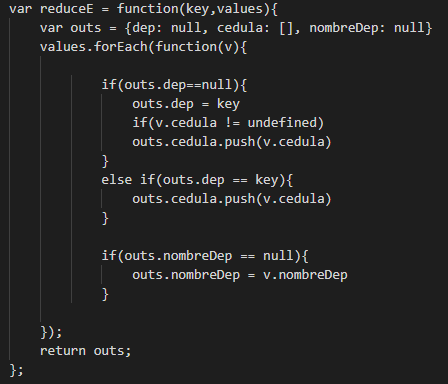 var reduceE = function(key,values){
    var outs = {dep: null, cedula: [], nombreDep: null}
    values.forEach(function(v){

            if(outs.dep==null){
                outs.dep = key
                if(v.cedula != undefined)
                outs.cedula.push(v.cedula)
            }
            else if(outs.dep == key){
                outs.cedula.push(v.cedula)
            }

            if(outs.nombreDep == null){
                outs.nombreDep = v.nombreDep
            }

    });
    return outs;
};